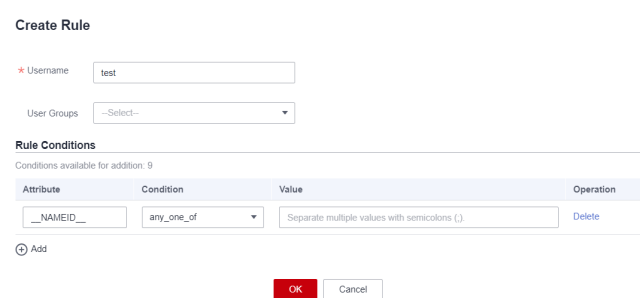 Create Rule
* Username test
User Groups --Select--
Rule Conditions
Conditions available for addition: 9
Attribute Condition Value Operation
__NAMEID__ any_one_of Separate multiple values with semicolons (;). Delete
Add
OK Cancel